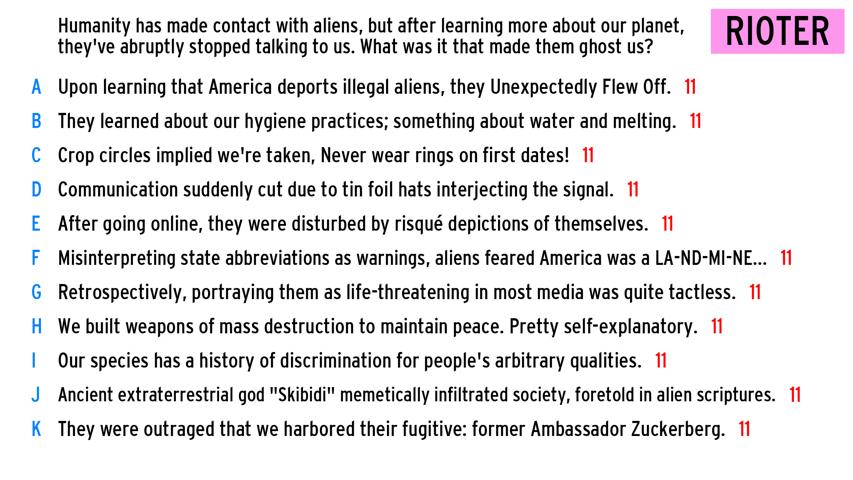 Humanity has made contact with aliens, but after learning more about our planet,
they've abruptly stopped talking to us. What was it that made them ghost us?
RIOTER
A Upon learning that America deports illegal aliens, they Unexpectedly Flew Off. 11
B They learned about our hygiene practices; something about water and melting. 11
C Crop circles implied we're taken, Never wear rings on first dates! 11
D Communication suddenly cut due to tin foil hats interjecting the signal. 11
E After going online, they were disturbed by risqué depictions of themselves. 11
F Misinterpreting state abbreviations as warnings, aliens feared America was a LA-ND-MI-NE... 11
G Retrospectively, portraying them as life-threatening in most media was quite tactless. 11
H We built weapons of mass destruction to maintain peace. Pretty self-explanatory. 11
I Our species has a history of discrimination for people's arbitrary qualities. 11
J Ancient extraterrestrial god "Skibidi" memetically infiltrated society, foretold in alien scriptures. 11
K They were outraged that we harbored their fugitive: former Ambassador Zuckerberg. 11